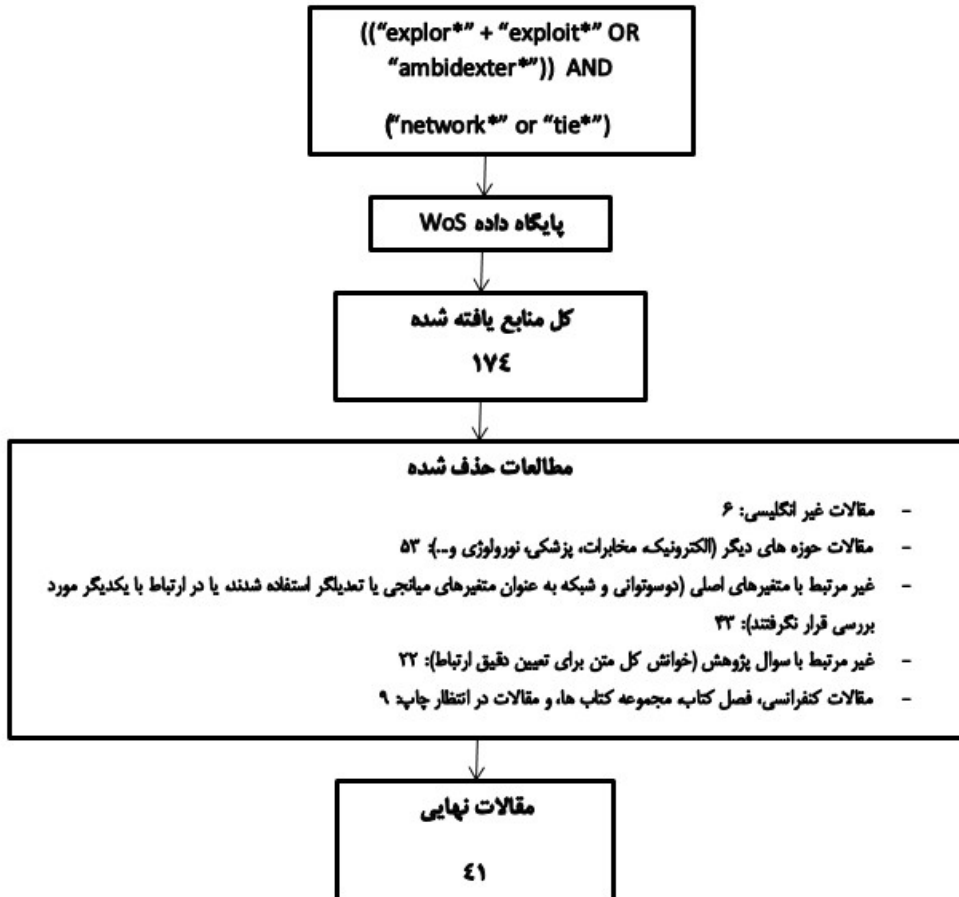 ((“explor*” + “exploit*” OR
“ambidexter*”)) AND
(“network*” or “tie*”)
پایگاه داده WoS
کل منابع یافته شده
١٧٤
مطالعات حذف شده
- مقالات غیر انگلیسی: ۶
- مقالات حوزه های دیگر (الکترونیک، مخابرات، پزشکی، نورولوژی و...): ۵۳
- غیر مرتبط با متغیرهای اصلی (دوسوتوانی و شبکه به عنوان متغیرهای میانجی یا تعدیلگر استفاده شدند، یا در ارتباط با یکدیگر مورد
بررسی قرار نگرفتند): ۴۳
- غیر مرتبط با سوال پژوهش (خوانش کل متن برای تعیین دقیق ارتباط): ۲۲
- مقالات کنفرانسی، فصل کتاب، مجموعه کتاب ها، و مقالات در انتظار چاپ: ۹
مقالات نهایی
٤١